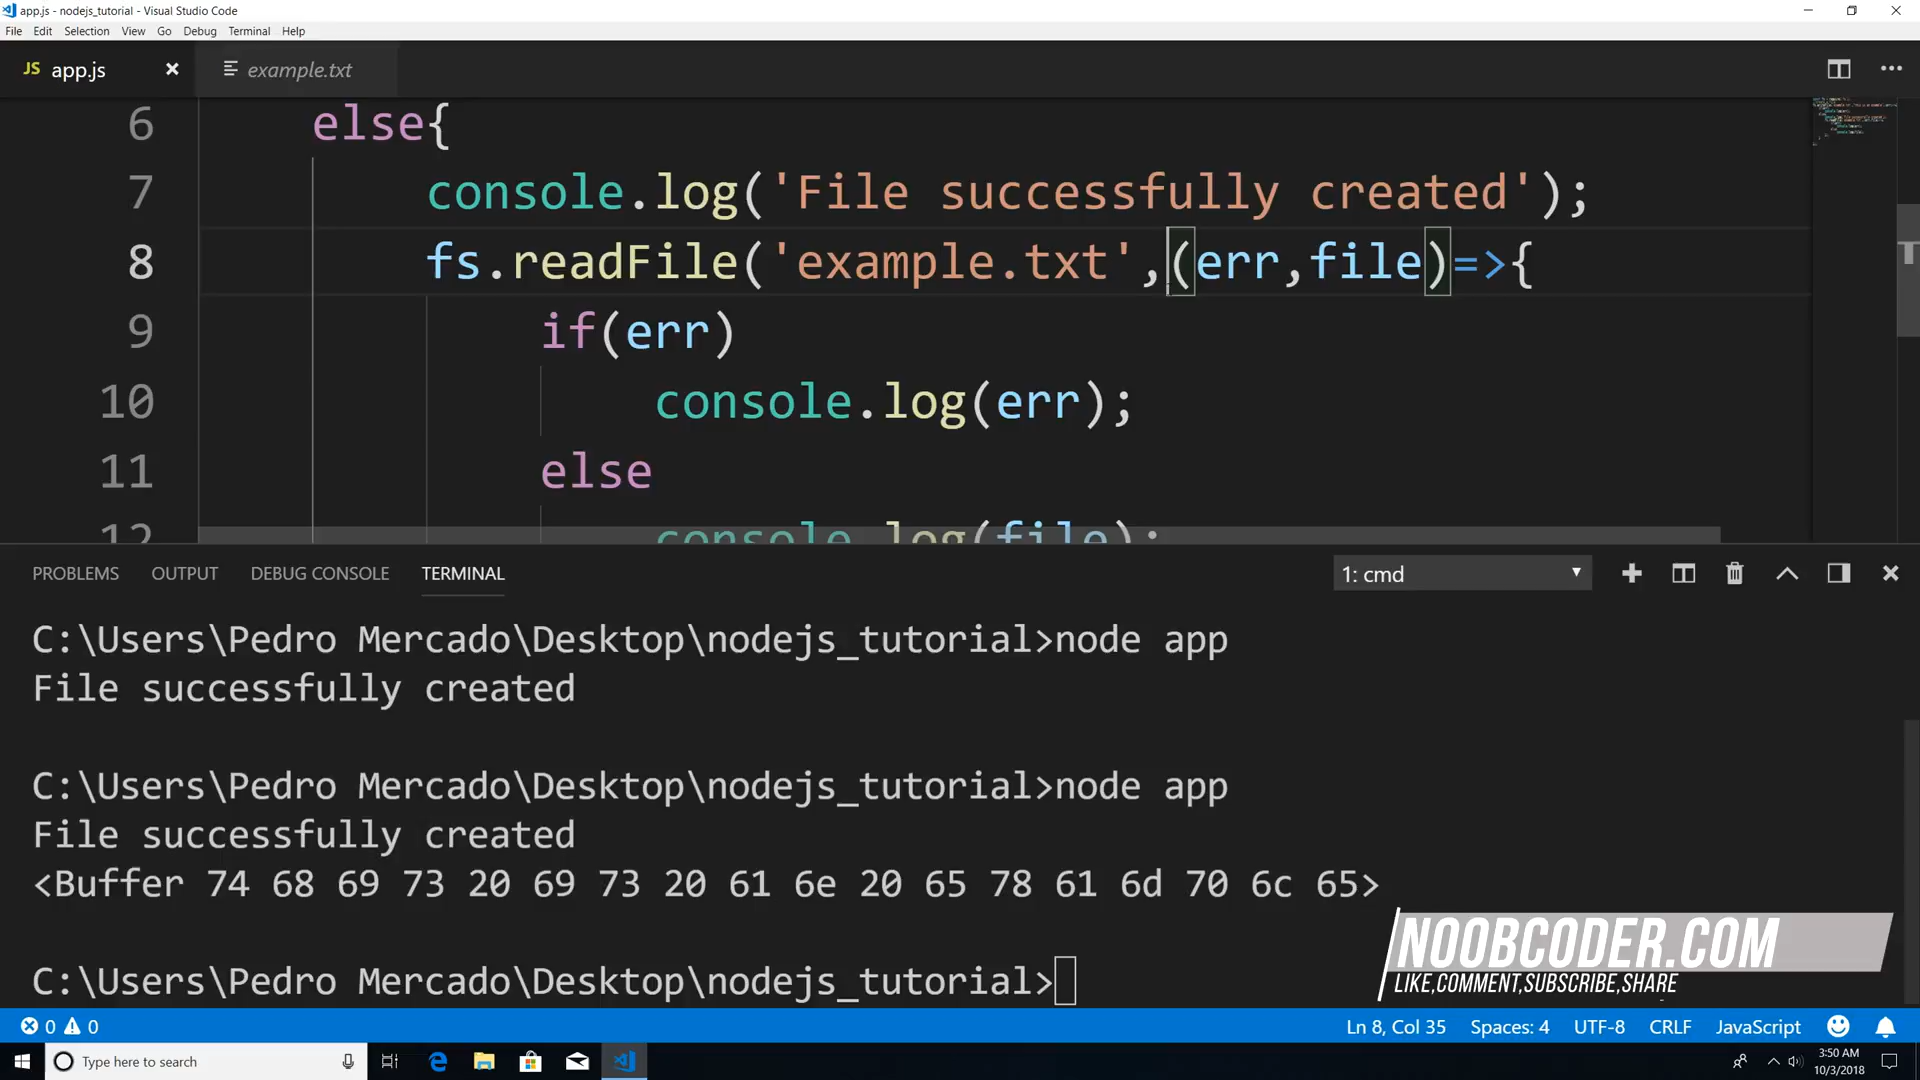 app.js - nodejs_tutorial - Visual Studio Code
File Edit Selection View Go Debug Terminal Help
JS app.js example.txt
6 else{
7 console.log('File successfully created');
8 fs.readFile('example.txt',(err,file)=>{
9 if(err)
10 console.log(err);
11 else
12 console.log(file);
PROBLEMS OUTPUT DEBUG CONSOLE TERMINAL 1: cmd
C:\Users\Pedro Mercado\Desktop\nodejs_tutorial>node app
File successfully created
C:\Users\Pedro Mercado\Desktop\nodejs_tutorial>node app
File successfully created
<Buffer 74 68 69 73 20 69 73 20 61 6e 20 65 78 61 6d 70 6c 65>
C:\Users\Pedro Mercado\Desktop\nodejs_tutorial>
NOOBCODER.COM
LIKE,COMMENT,SUBSCRIBE,SHARE
0 0 Ln 8, Col 35 Spaces: 4 UTF-8 CRLF JavaScript
Type here to search
3:50 AM
10/3/2018